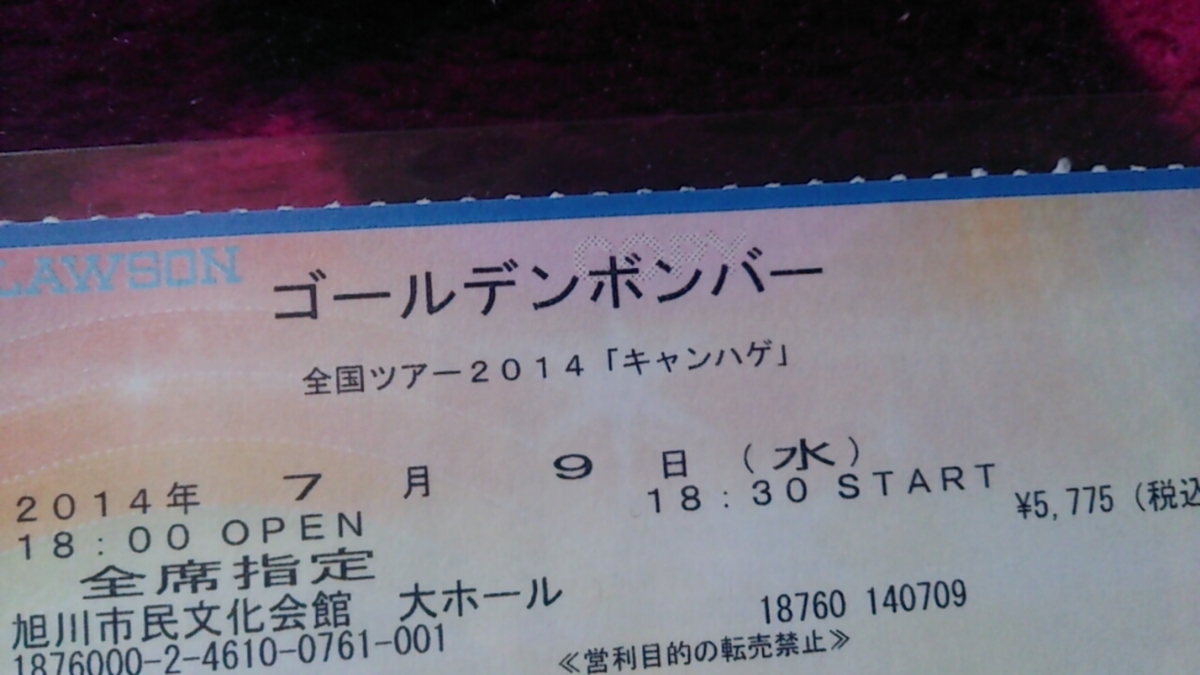 LAWSON
COPY
ゴールデンボンバー
全国ツアー2014「キャンハゲ」
2014年 7 月 9 日 (水)
18:00 OPEN 18:30 START ¥5,775(税込
全席指定
旭川市民文化会館 大ホール 18760 140709
1876000-2-4610-0761-001 ≪営利目的の転売禁止≫